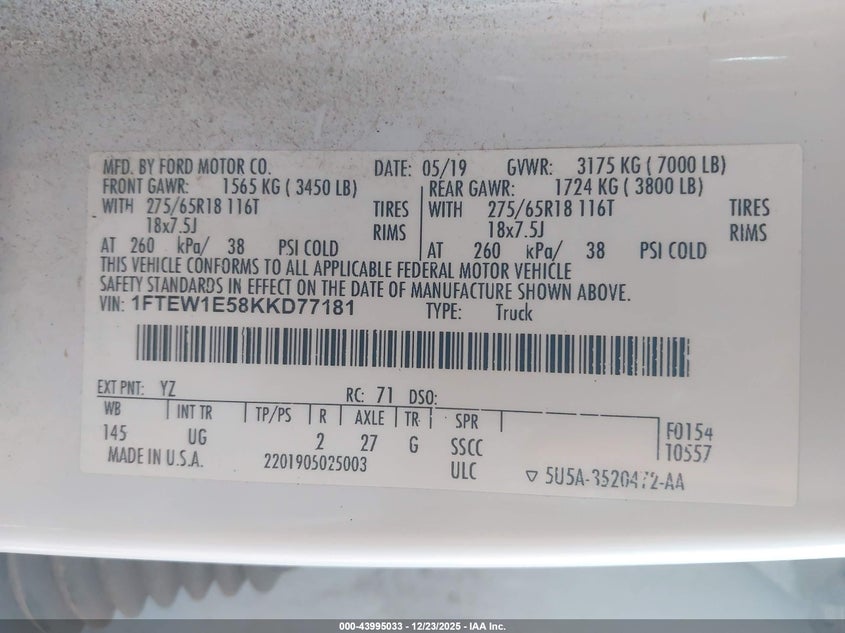 MFD. BY FORD MOTOR CO. DATE: 05/19 GVWR: 3175 KG ( 7000 LB)
FRONT GAWR: 1565 KG ( 3450 LB) REAR GAWR: 1724 KG ( 3800 LB)
WITH 275/65R18 116T TIRES WITH 275/65R18 116T TIRES
18x7.5J RIMS 18x7.5J RIMS
AT 260 kPa/ 38 PSI COLD AT 260 kPa/ 38 PSI COLD
THIS VEHICLE CONFORMS TO ALL APPLICABLE FEDERAL MOTOR VEHICLE
SAFETY STANDARDS IN EFFECT ON THE DATE OF MANUFACTURE SHOWN ABOVE.
VIN: 1FTEW1E58KKD77181 TYPE: Truck
EXT PNT: YZ RC: 71 DSO:
WB INT TR TP/PS R AXLE TR SPR F0154
145 UG 2 27 G SSCC 10557
MADE IN U.S.A. 2201905025003 ULC 5U5A-3520472-AA
000-43995033 - 12/23/2025 - IAA Inc.